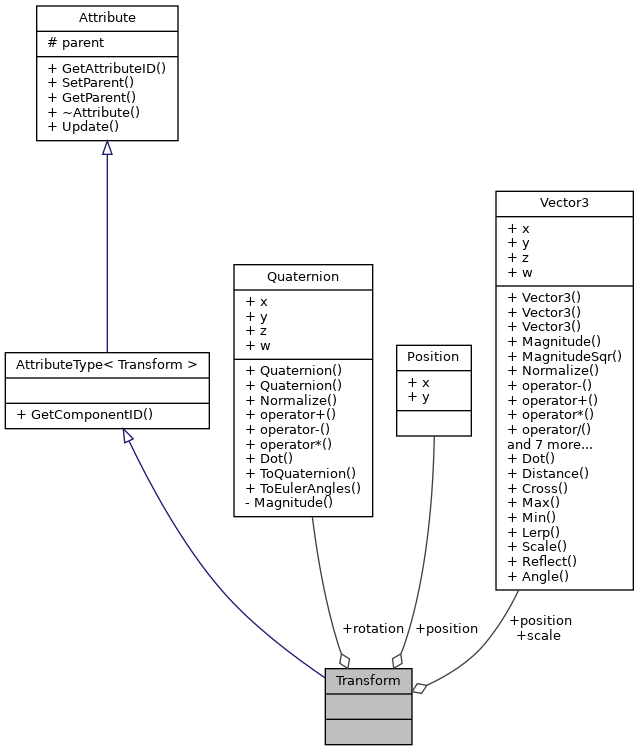 Attribute
# parent
+ GetAttributeID()
+ SetParent()
+ GetParent()
+ ~Attribute()
+ Update()
AttributeType< Transform >
+ GetComponentID()
Quaternion
+ x
+ y
+ z
+ w
+ Quaternion()
+ Quaternion()
+ Normalize()
+ operator+()
+ operator-()
+ operator*()
+ Dot()
+ ToQuaternion()
+ ToEulerAngles()
- Magnitude()
Position
+ x
+ y
Vector3
+ x
+ y
+ z
+ w
+ Vector3()
+ Vector3()
+ Vector3()
+ Magnitude()
+ MagnitudeSqr()
+ Normalize()
+ operator-()
+ operator+()
+ operator*()
+ operator/()
and 7 more...
+ Dot()
+ Distance()
+ Cross()
+ Max()
+ Min()
+ Lerp()
+ Scale()
+ Reflect()
+ Angle()
+rotation
+position
+position
+scale
Transform